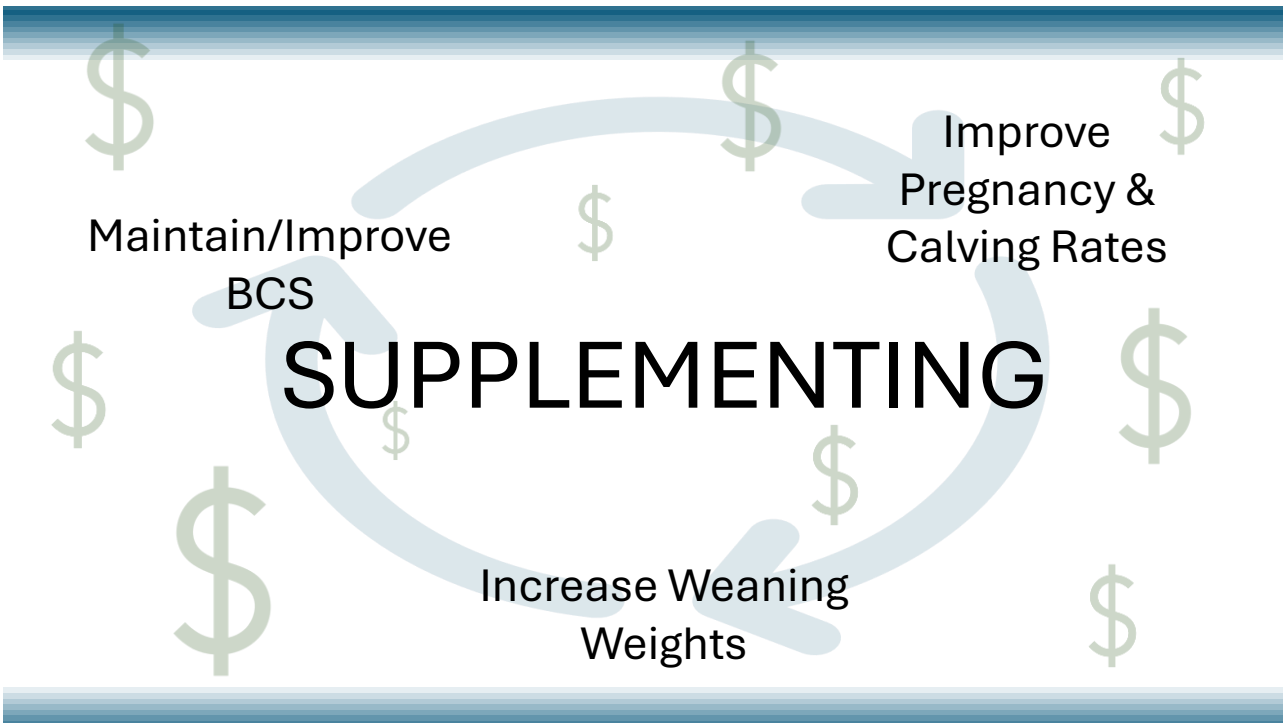 Improve
Pregnancy &
Calving Rates
Maintain/Improve
BCS
SUPPLEMENTING
Increase Weaning
Weights
$
$
$
$
$
$
$
$
$
$